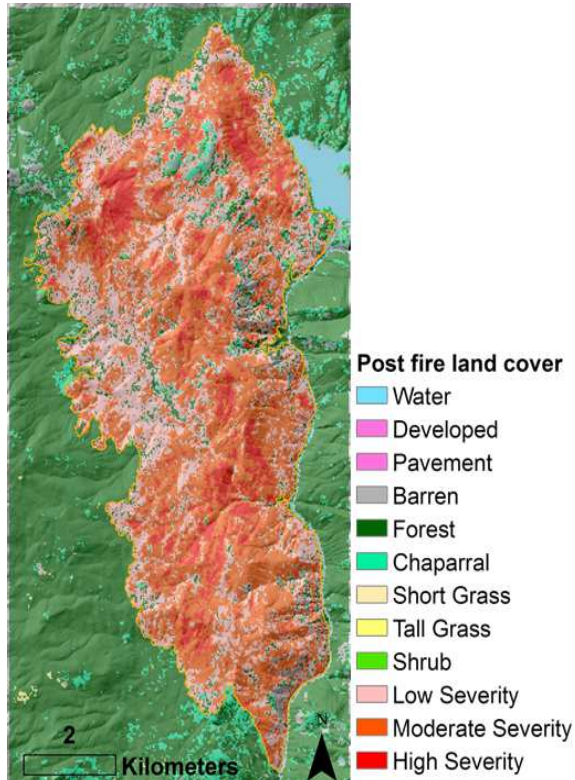 Post fire land cover
Water
Developed
Pavement
Barren
Forest
Chaparral
Short Grass
Tall Grass
Shrub
Low Severity
Moderate Severity
High Severity
N
2
Kilometers